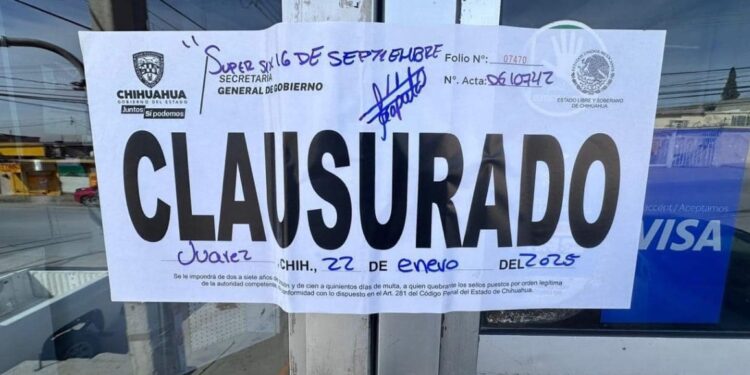 "Super Six 16 DE SEPTIEMBRE
Folio N°: 07470
CHIHUAHUA
GOBIERNO DEL ESTADO
Juntos Sí podemos
SECRETARÍA
GENERAL DE GOBIERNO
N°. Acta: DG10742
ESTADO LIBRE Y SOBERANO
DE CHIHUAHUA
CLAUSURADO
Juarez, CHIH., 22 DE enero DEL 2025
Se le impondrá de dos a siete años de prisión y de cien a quinientos días de multa, a quien quebrante los sellos puestos por orden legítima
de la autoridad competente conformidad con lo dispuesto en el Art. 281 del Código Penal del Estado de Chihuahua.
accept / Aceptamos
VISA